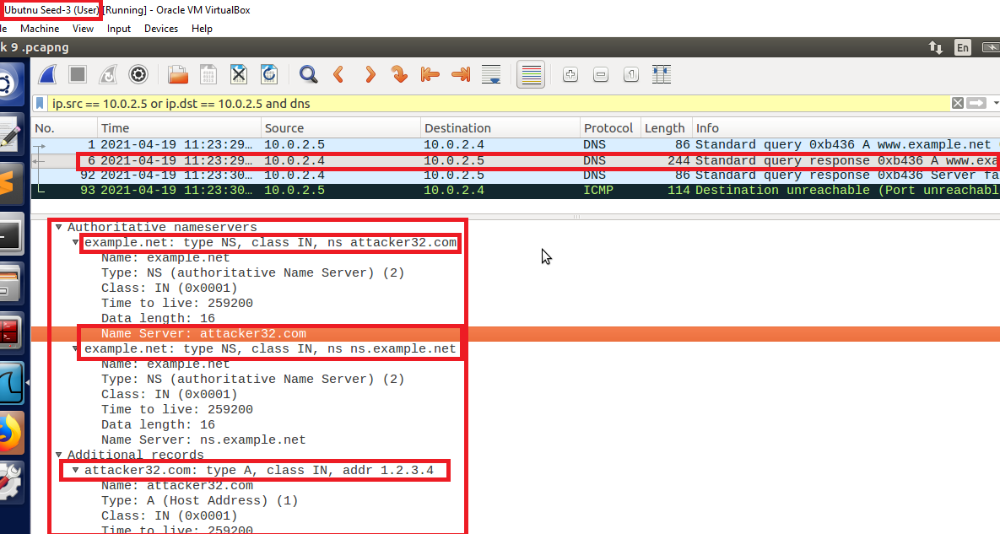 Ubutnu Seed-3 (User) [Running] - Oracle VM VirtualBox
le Machine View Input Devices Help
k 9 .pcapng En
ip.src == 10.0.2.5 or ip.dst == 10.0.2.5 and dns
No. Time Source Destination Protocol Length Info
1 2021-04-19 11:23:29… 10.0.2.5 10.0.2.4 DNS 86 Standard query 0xb436 A www.example.net
6 2021-04-19 11:23:29… 10.0.2.4 10.0.2.5 DNS 244 Standard query response 0xb436 A www.exa
92 2021-04-19 11:23:30… 10.0.2.4 10.0.2.5 DNS 86 Standard query response 0xb436 Server fa
93 2021-04-19 11:23:30… 10.0.2.5 10.0.2.4 ICMP 114 Destination unreachable (Port unreachabl
Authoritative nameservers
example.net: type NS, class IN, ns attacker32.com
Name: example.net
Type: NS (authoritative Name Server) (2)
Class: IN (0x0001)
Time to live: 259200
Data length: 16
Name Server: attacker32.com
example.net: type NS, class IN, ns ns.example.net
Name: example.net
Type: NS (authoritative Name Server) (2)
Class: IN (0x0001)
Time to live: 259200
Data length: 16
Name Server: ns.example.net
Additional records
attacker32.com: type A, class IN, addr 1.2.3.4
Name: attacker32.com
Type: A (Host Address) (1)
Class: IN (0x0001)
Time to live: 259200